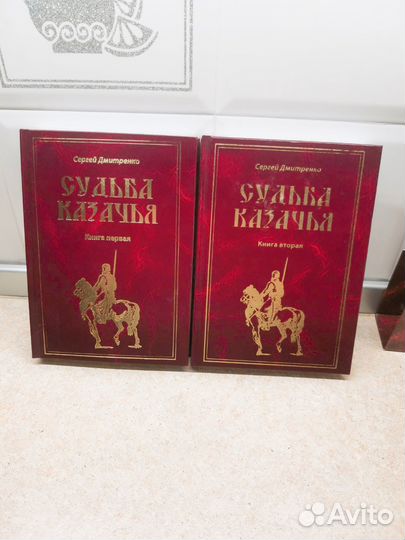 Сергей Дмитренко
СУДЬБА
КАЗАЧЬЯ
Книга первая
Сергей Дмитренко
СУДЬБА
КАЗАЧЬЯ
Книга вторая
Avito